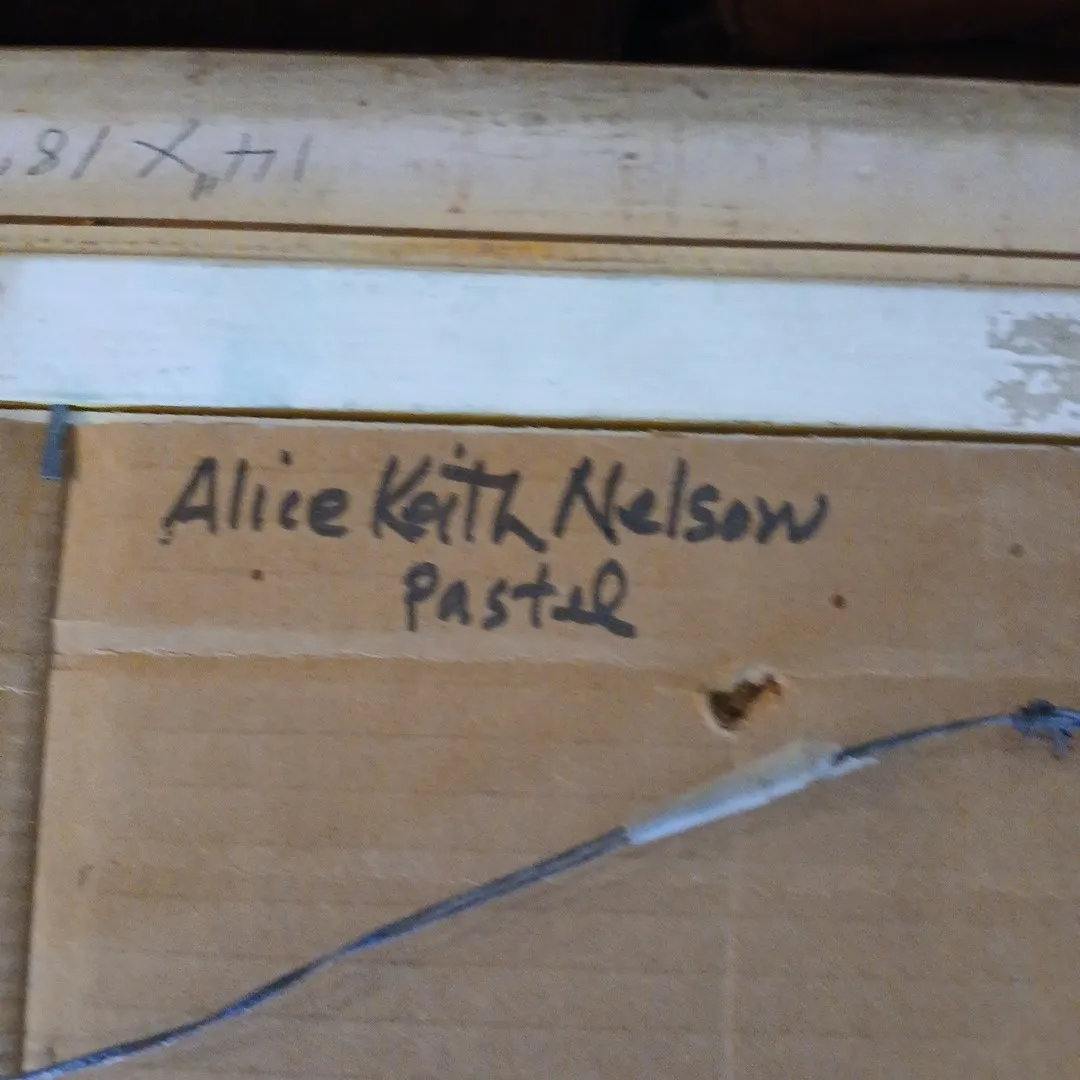 14" X 18"
Alice Keith Nelson
Pastel